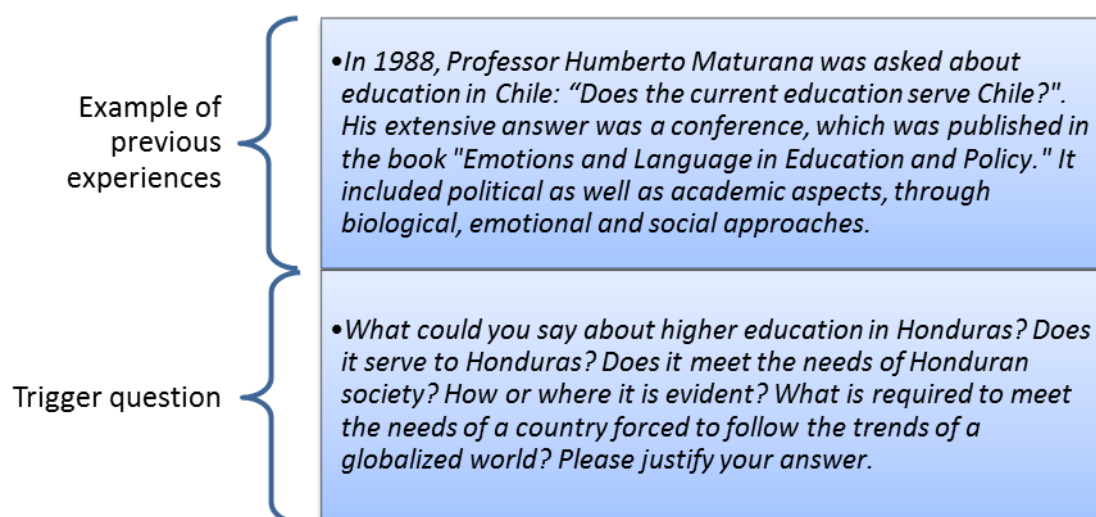 Example of
previous
experiences
•In 1988, Professor Humberto Maturana was asked about
education in Chile: “Does the current education serve Chile?".
His extensive answer was a conference, which was published in
the book "Emotions and Language in Education and Policy." It
included political as well as academic aspects, through
biological, emotional and social approaches.
Trigger question
•What could you say about higher education in Honduras? Does
it serve to Honduras? Does it meet the needs of Honduran
society? How or where it is evident? What is required to meet
the needs of a country forced to follow the trends of a
globalized world? Please justify your answer.